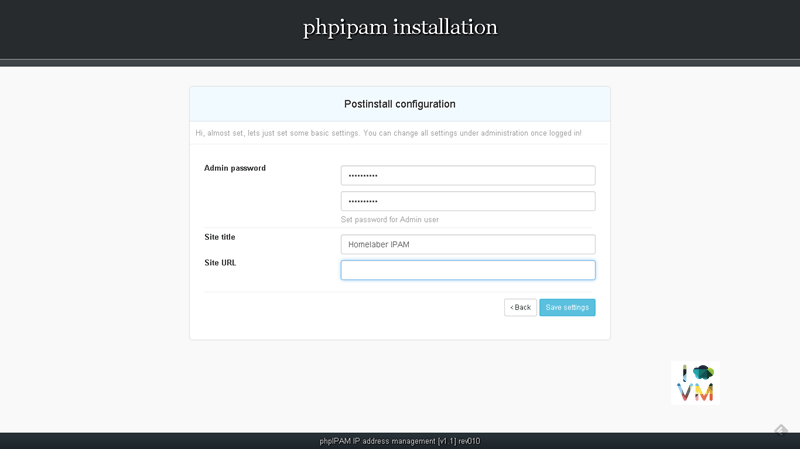 phpipam installation
Postinstall configuration
Hi, almost set, lets just set some basic settings. You can change all settings under administration once logged in!
Admin password
••••••••••
••••••••••
Set password for Admin user
Site title
Homelaber IPAM
Site URL
‹ Back
Save settings
I
VM
phpIPAM IP address management [v1.1] rev010